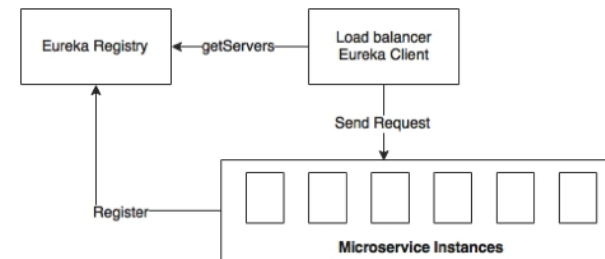 Eureka Registry
getServers
Load balancer
Eureka Client
Send Request
Register
Microservice Instances